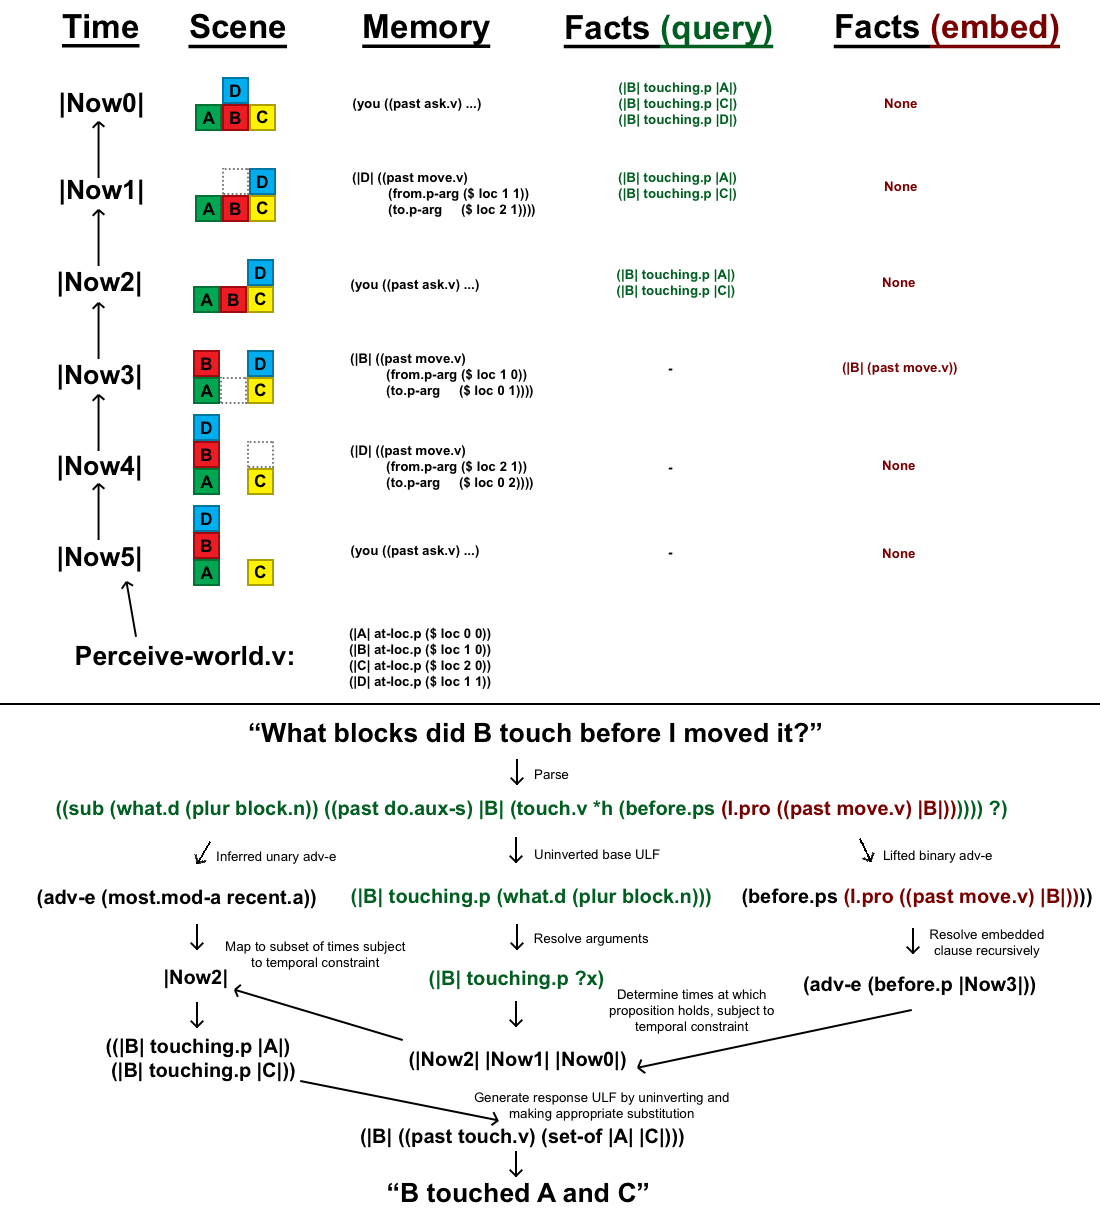 Time Scene Memory Facts (query) Facts (embed)
|Now0|
D
A B C
(you ((past ask.v) ...)
(|B| touching.p |A|)
(|B| touching.p |C|)
(|B| touching.p |D|)
None
|Now1|
D
A B C
(|D| ((past move.v)
(from.p-arg ($ loc 1 1))
(to.p-arg ($ loc 2 1))))
(|B| touching.p |A|)
(|B| touching.p |C|)
None
|Now2|
D
A B C
(you ((past ask.v) ...)
(|B| touching.p |A|)
(|B| touching.p |C|)
None
|Now3|
B D
A C
(|B| ((past move.v)
(from.p-arg ($ loc 1 0))
(to.p-arg ($ loc 0 1))))
-
(|B| (past move.v))
|Now4|
D
B
A C
(|D| ((past move.v)
(from.p-arg ($ loc 2 1))
(to.p-arg ($ loc 0 2))))
-
None
|Now5|
D
B
A C
(you ((past ask.v) ...)
-
None
Perceive-world.v:
(|A| at-loc.p ($ loc 0 0))
(|B| at-loc.p ($ loc 1 0))
(|C| at-loc.p ($ loc 2 0))
(|D| at-loc.p ($ loc 1 1))
“What blocks did B touch before I moved it?”
Parse
((sub (what.d (plur block.n)) ((past do.aux-s) |B| (touch.v *h (before.ps (I.pro ((past move.v) |B|)))))) ?)
Inferred unary adv-e
Uninverted base ULF
Lifted binary adv-e
(adv-e (most.mod-a recent.a))
(|B| touching.p (what.d (plur block.n)))
(before.ps (I.pro ((past move.v) |B|))))
Map to subset of times subject
to temporal constraint
Resolve arguments
Resolve embedded
clause recursively
|Now2|
(|B| touching.p ?x)
(adv-e (before.p |Now3|))
Determine times at which
proposition holds, subject to
temporal constraint
((|B| touching.p |A|)
(|B| touching.p |C|))
(|Now2| |Now1| |Now0|)
Generate response ULF by uninverting and
making appropriate substitution
(|B| ((past touch.v) (set-of |A| |C|)))
“B touched A and C”